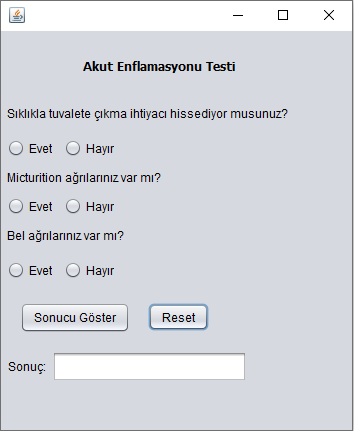 Akut Enflamasyonu Testi
Sıklıkla tuvalete çıkma ihtiyacı hissediyor musunuz?
Evet Hayır
Micturition ağrılarınız var mı?
Evet Hayır
Bel ağrılarınız var mı?
Evet Hayır
Sonucu Göster Reset
Sonuç: